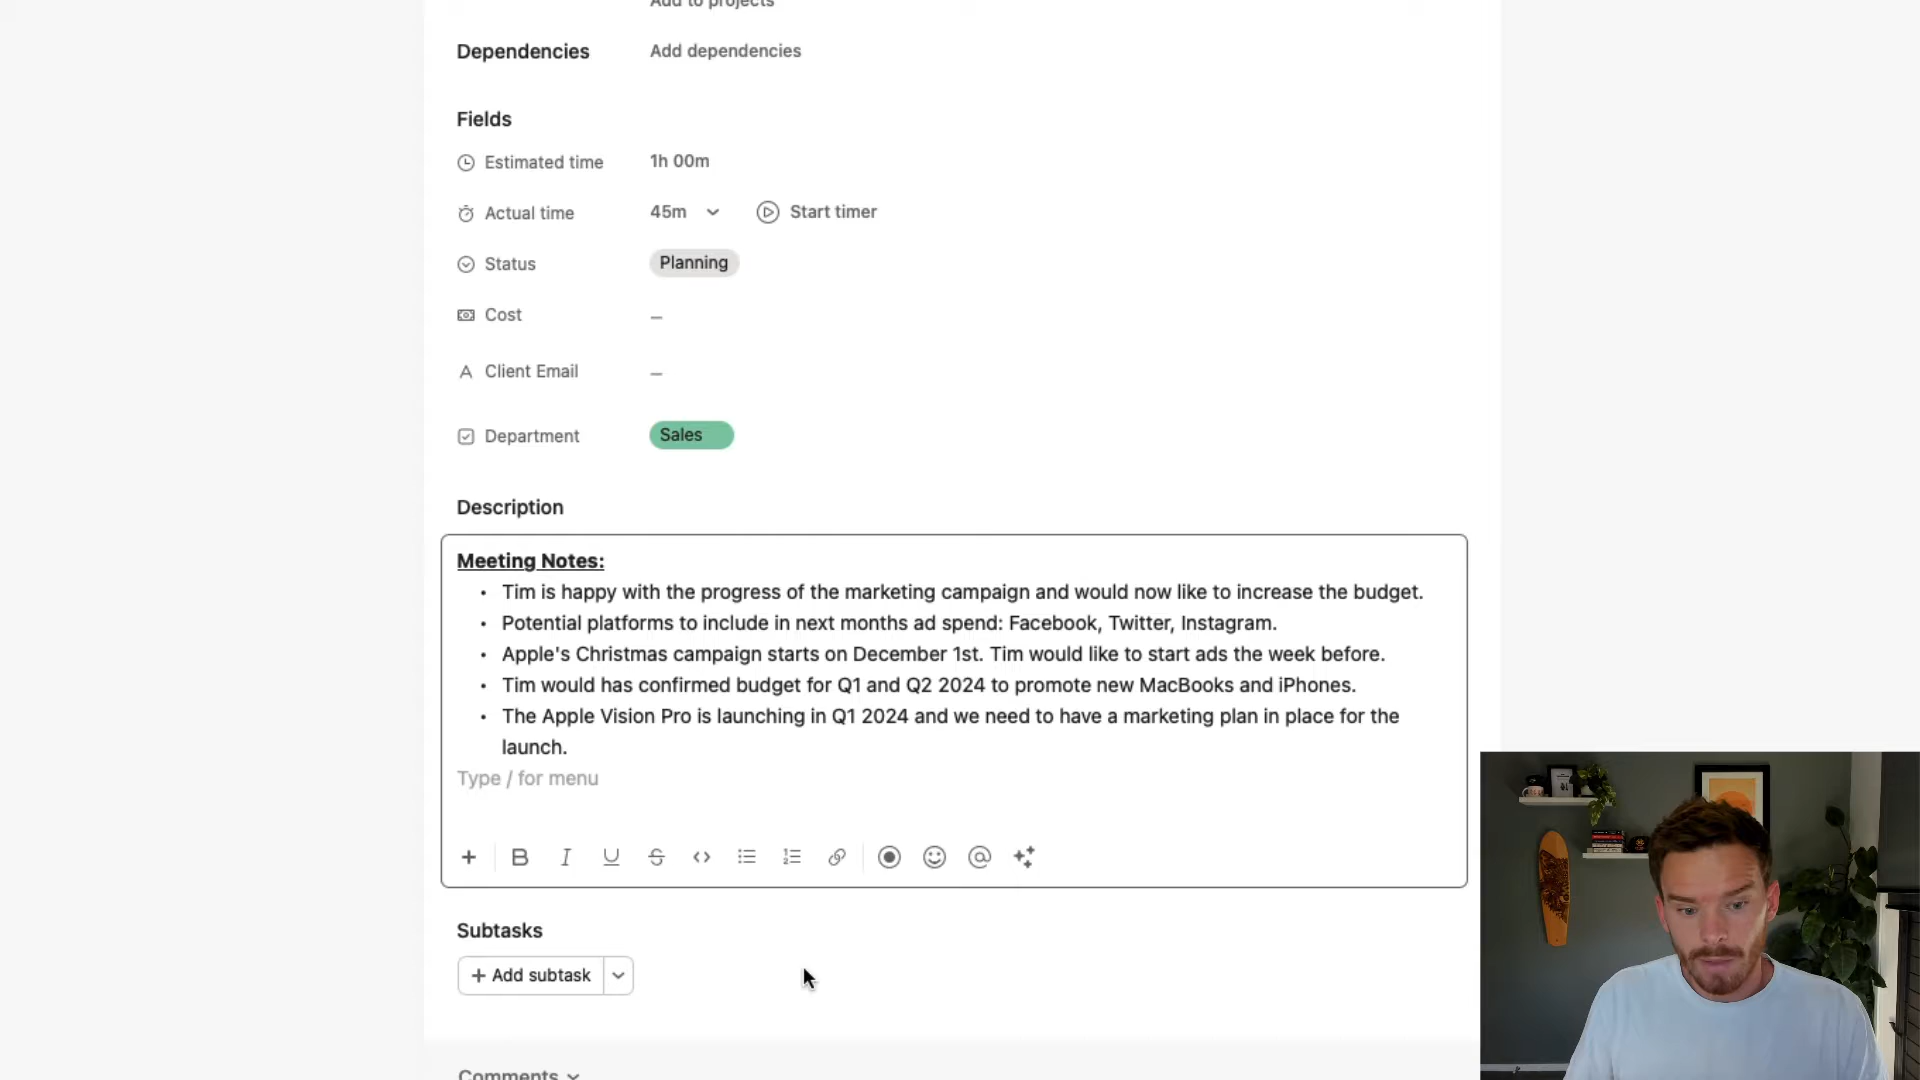 Add to projects
Dependencies Add dependencies
Fields
Estimated time 1h 00m
Actual time 45m Start timer
Status Planning
Cost –
Client Email –
Department Sales
Description
Meeting Notes:
• Tim is happy with the progress of the marketing campaign and would now like to increase the budget.
• Potential platforms to include in next months ad spend: Facebook, Twitter, Instagram.
• Apple's Christmas campaign starts on December 1st. Tim would like to start ads the week before.
• Tim would has confirmed budget for Q1 and Q2 2024 to promote new MacBooks and iPhones.
• The Apple Vision Pro is launching in Q1 2024 and we need to have a marketing plan in place for the
launch.
Type / for menu
Subtasks
+ Add subtask
Comments